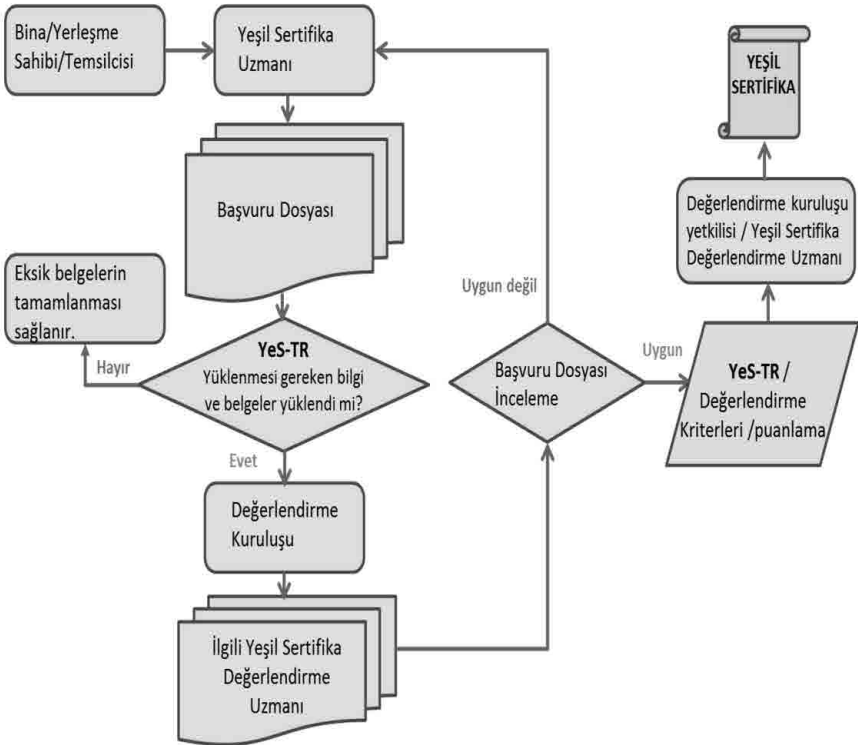 Bina/Yerleşme
Sahibi/Temsilcisi
Yeşil Sertifika
Uzmanı
Başvuru Dosyası
YeS-TR
Yüklenmesi gereken bilgi
ve belgeler yüklendi mi?
Hayır
Eksik belgelerin
tamamlanması
sağlanır.
Evet
Değerlendirme
Kuruluşu
İlgili Yeşil Sertifika
Değerlendirme
Uzmanı
Başvuru Dosyası
İnceleme
Uygun değil
Uygun
YeS-TR /
Değerlendirme
Kriterleri /puanlama
Değerlendirme kuruluşu
yetkilisi / Yeşil Sertifika
Değerlendirme Uzmanı
YEŞİL
SERTİFİKA